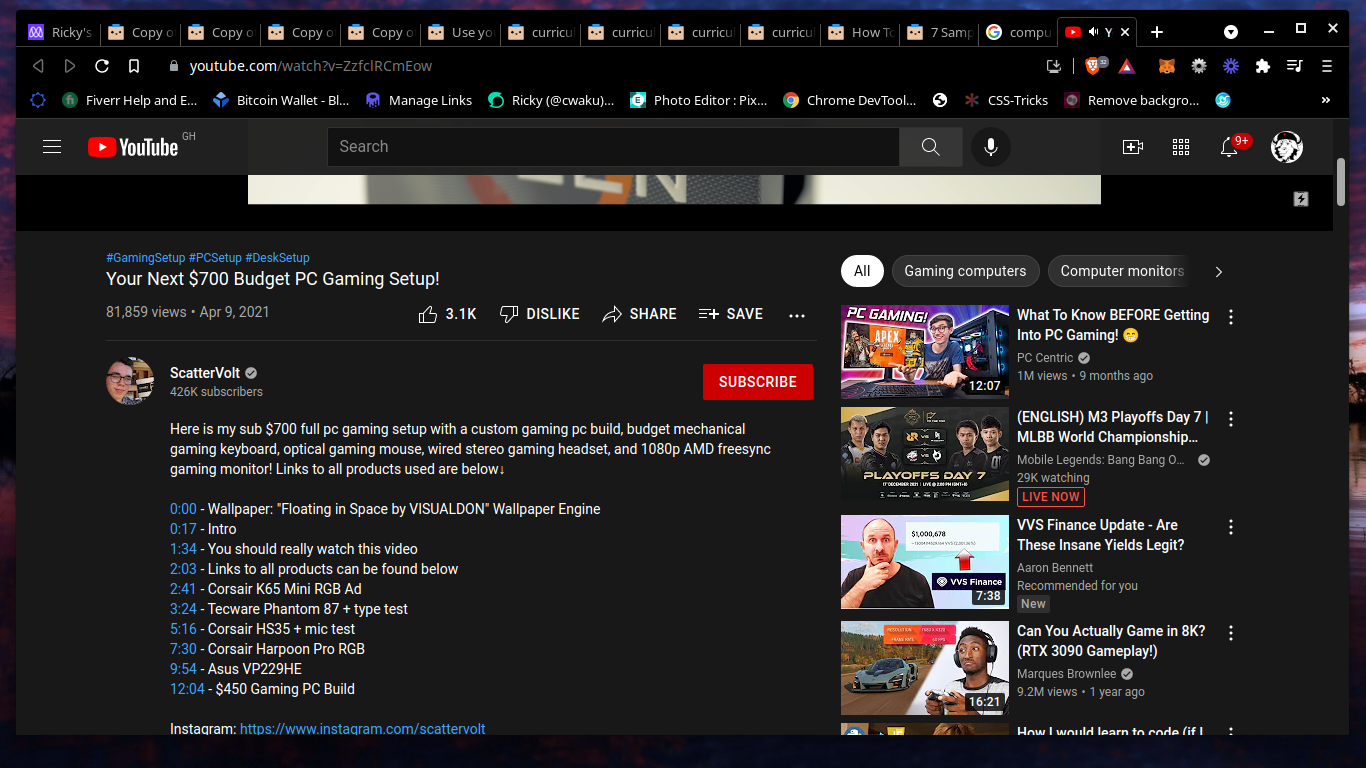 Ricky's
Copy o
Copy o
Copy o
Copy o
Use yo
curricul
curricul
curricul
curricul
How To
7 Samp
compu
Y
youtube.com/watch?v=ZzfclRCmEow
32
Fiverr Help and E...
Bitcoin Wallet - Bl...
Manage Links
Ricky (@cwaku)...
Photo Editor : Pix...
Chrome DevTool...
CSS-Tricks
Remove backgro...
YouTube GH
Search
9+
#GamingSetup #PCSetup #DeskSetup
Your Next $700 Budget PC Gaming Setup!
81,859 views • Apr 9, 2021
3.1K
DISLIKE
SHARE
SAVE
ScatterVolt
426K subscribers
SUBSCRIBE
Here is my sub $700 full pc gaming setup with a custom gaming pc build, budget mechanical
gaming keyboard, optical gaming mouse, wired stereo gaming headset, and 1080p AMD freesync
gaming monitor! Links to all products used are below↓
0:00 - Wallpaper: "Floating in Space by VISUALDON" Wallpaper Engine
0:17 - Intro
1:34 - You should really watch this video
2:03 - Links to all products can be found below
2:41 - Corsair K65 Mini RGB Ad
3:24 - Tecware Phantom 87 + type test
5:16 - Corsair HS35 + mic test
7:30 - Corsair Harpoon Pro RGB
9:54 - Asus VP229HE
12:04 - $450 Gaming PC Build
Instagram: https://www.instagram.com/scattervolt
All
Gaming computers
Computer monitors
PC GAMING!
APEX
12:07
What To Know BEFORE Getting
Into PC Gaming! 😁
PC Centric
1M views • 9 months ago
VS
VS
PLAYOFFS DAY 7
(ENGLISH) M3 Playoffs Day 7 |
MLBB World Championship...
Mobile Legends: Bang Bang O...
29K watching
LIVE NOW
$1,000,678
VVS Finance
7:38
VVS Finance Update - Are
These Insane Yields Legit?
Aaron Bennett
Recommended for you
New
RESOLUTION
FRAME RATE
16:21
Can You Actually Game in 8K?
(RTX 3090 Gameplay!)
Marques Brownlee
9.2M views • 1 year ago
How I would learn to code (if I